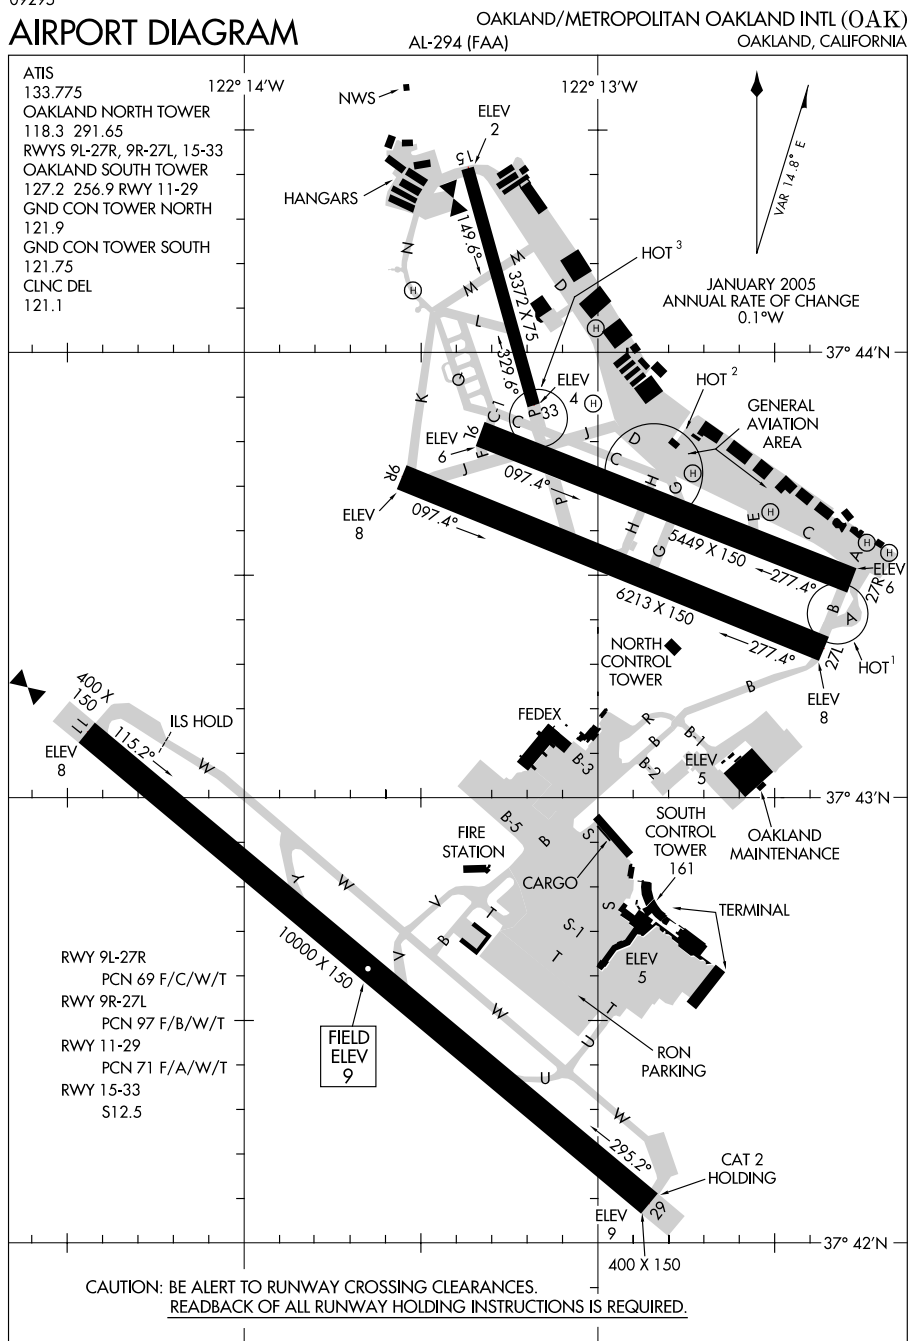 09295
AIRPORT DIAGRAM
AL-294 (FAA)
OAKLAND/METROPOLITAN OAKLAND INTL (OAK)
OAKLAND, CALIFORNIA
ATIS
133.775
OAKLAND NORTH TOWER
118.3 291.65
RWYS 9L-27R, 9R-27L, 15-33
OAKLAND SOUTH TOWER
127.2 256.9 RWY 11-29
GND CON TOWER NORTH
121.9
GND CON TOWER SOUTH
121.75
CLNC DEL
121.1
122° 14'W
122° 13'W
NWS
ELEV
2
15
HANGARS
VAR 14.8° E
JANUARY 2005
ANNUAL RATE OF CHANGE
0.1°W
149.6°
3372 X 75
329.6°
HOT 3
N
M
W
L
D
H
H
H
37° 44'N
K
Q
C-1
C
P
33
ELEV
4
HOT 2
GENERAL
AVIATION
AREA
9L
ELEV
6
F
J
J
D
C
H
G
H
9R
ELEV
8
097.4°
097.4°
P
H
G
E
H
C
A
H
H
5449 X 150
277.4°
ELEV
6
27R
6213 X 150
277.4°
B
A
27L
HOT 1
ELEV
8
NORTH
CONTROL
TOWER
B
400 X
150
11
ELEV
8
115.2°
ILS HOLD
W
FEDEX
R
B
B-1
B-2
B-3
ELEV
5
37° 43'N
OAKLAND
MAINTENANCE
SOUTH
CONTROL
TOWER
161
B-5
B
S
FIRE
STATION
CARGO
TERMINAL
Y
W
V
T
B
V
S
S-1
T
ELEV
5
10000 X 150
W
T
U
RON
PARKING
FIELD
ELEV
9
U
W
RWY 9L-27R
PCN 69 F/C/W/T
RWY 9R-27L
PCN 97 F/B/W/T
RWY 11-29
PCN 71 F/A/W/T
RWY 15-33
S12.5
295.2°
CAT 2
HOLDING
29
ELEV
9
400 X 150
37° 42'N
CAUTION: BE ALERT TO RUNWAY CROSSING CLEARANCES.
READBACK OF ALL RUNWAY HOLDING INSTRUCTIONS IS REQUIRED.